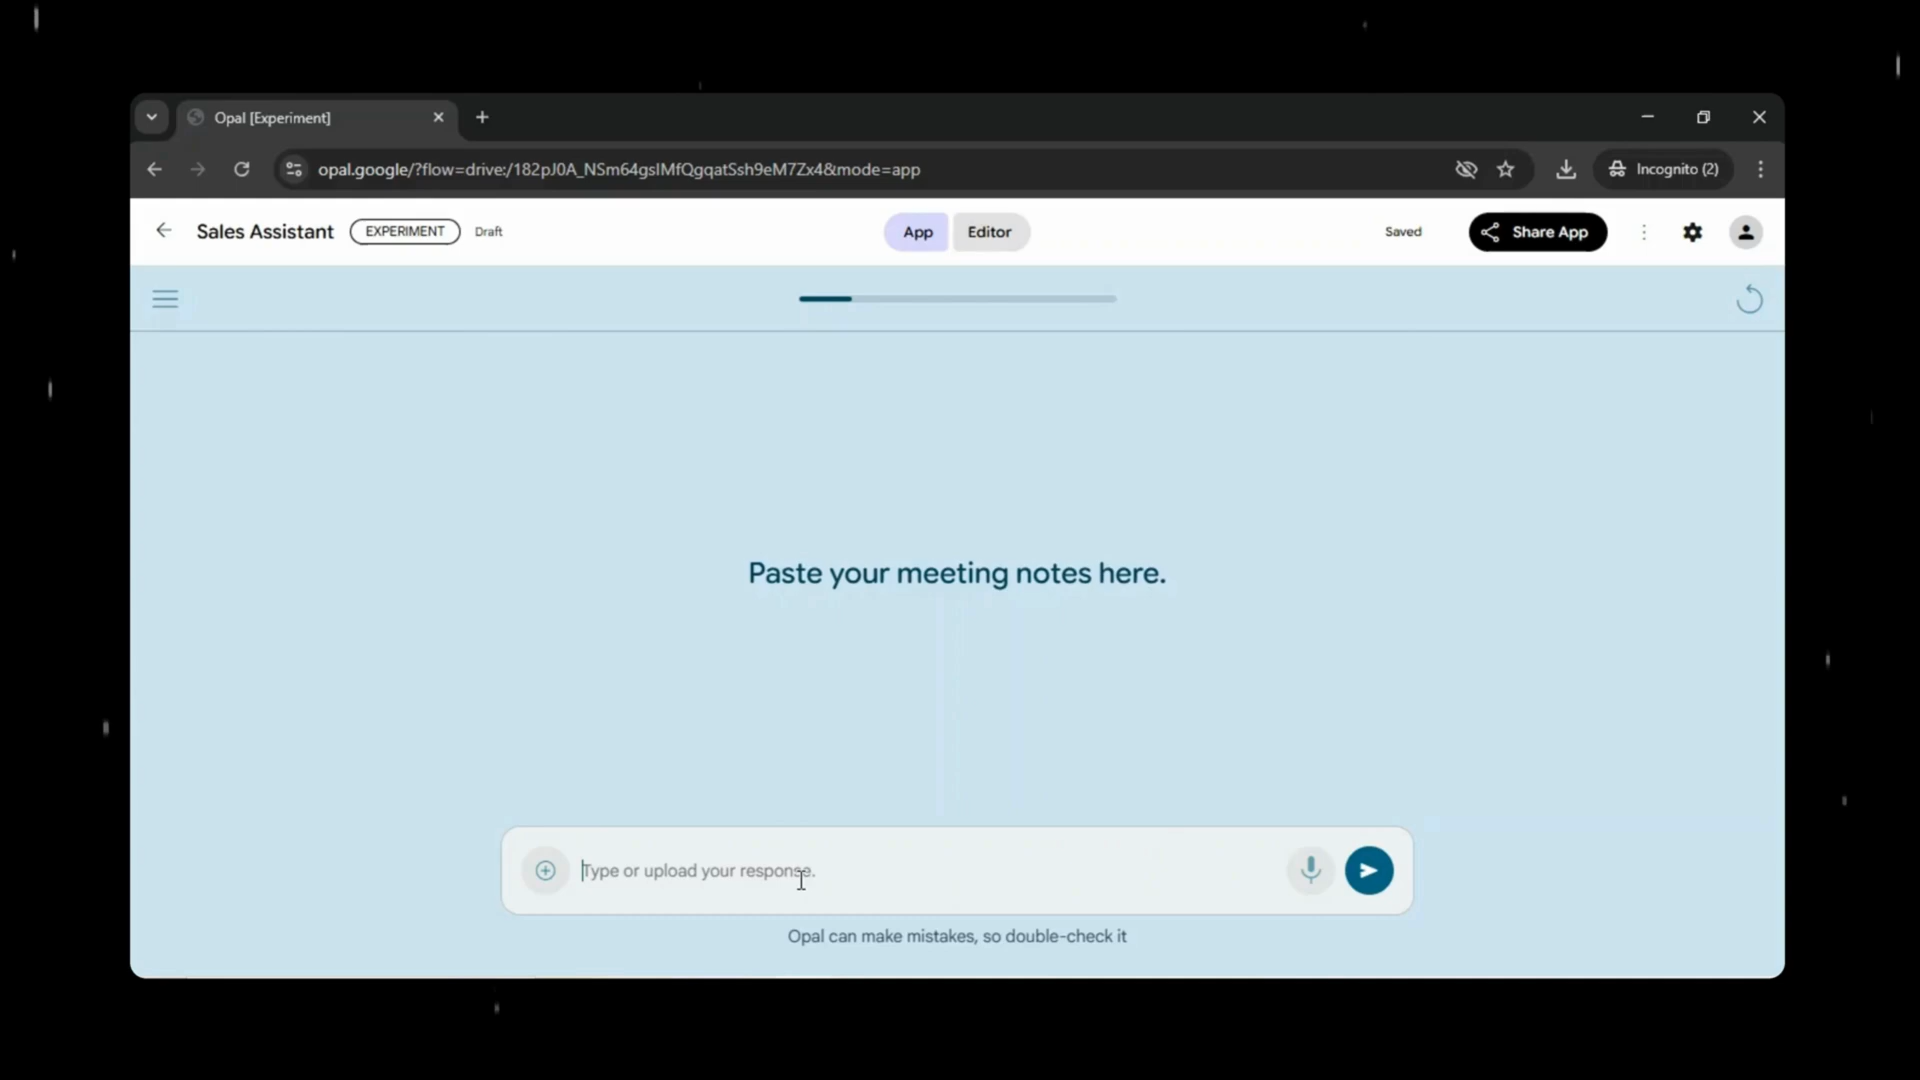 Opal [Experiment]
opal.google/?flow=drive:/182pJ0A_NSm64gslMfQgqatSsh9eM7Zx4&mode=app
Incognito (2)
Sales Assistant
EXPERIMENT
Draft
App
Editor
Saved
Share App
Paste your meeting notes here.
Type or upload your response.
Opal can make mistakes, so double-check it